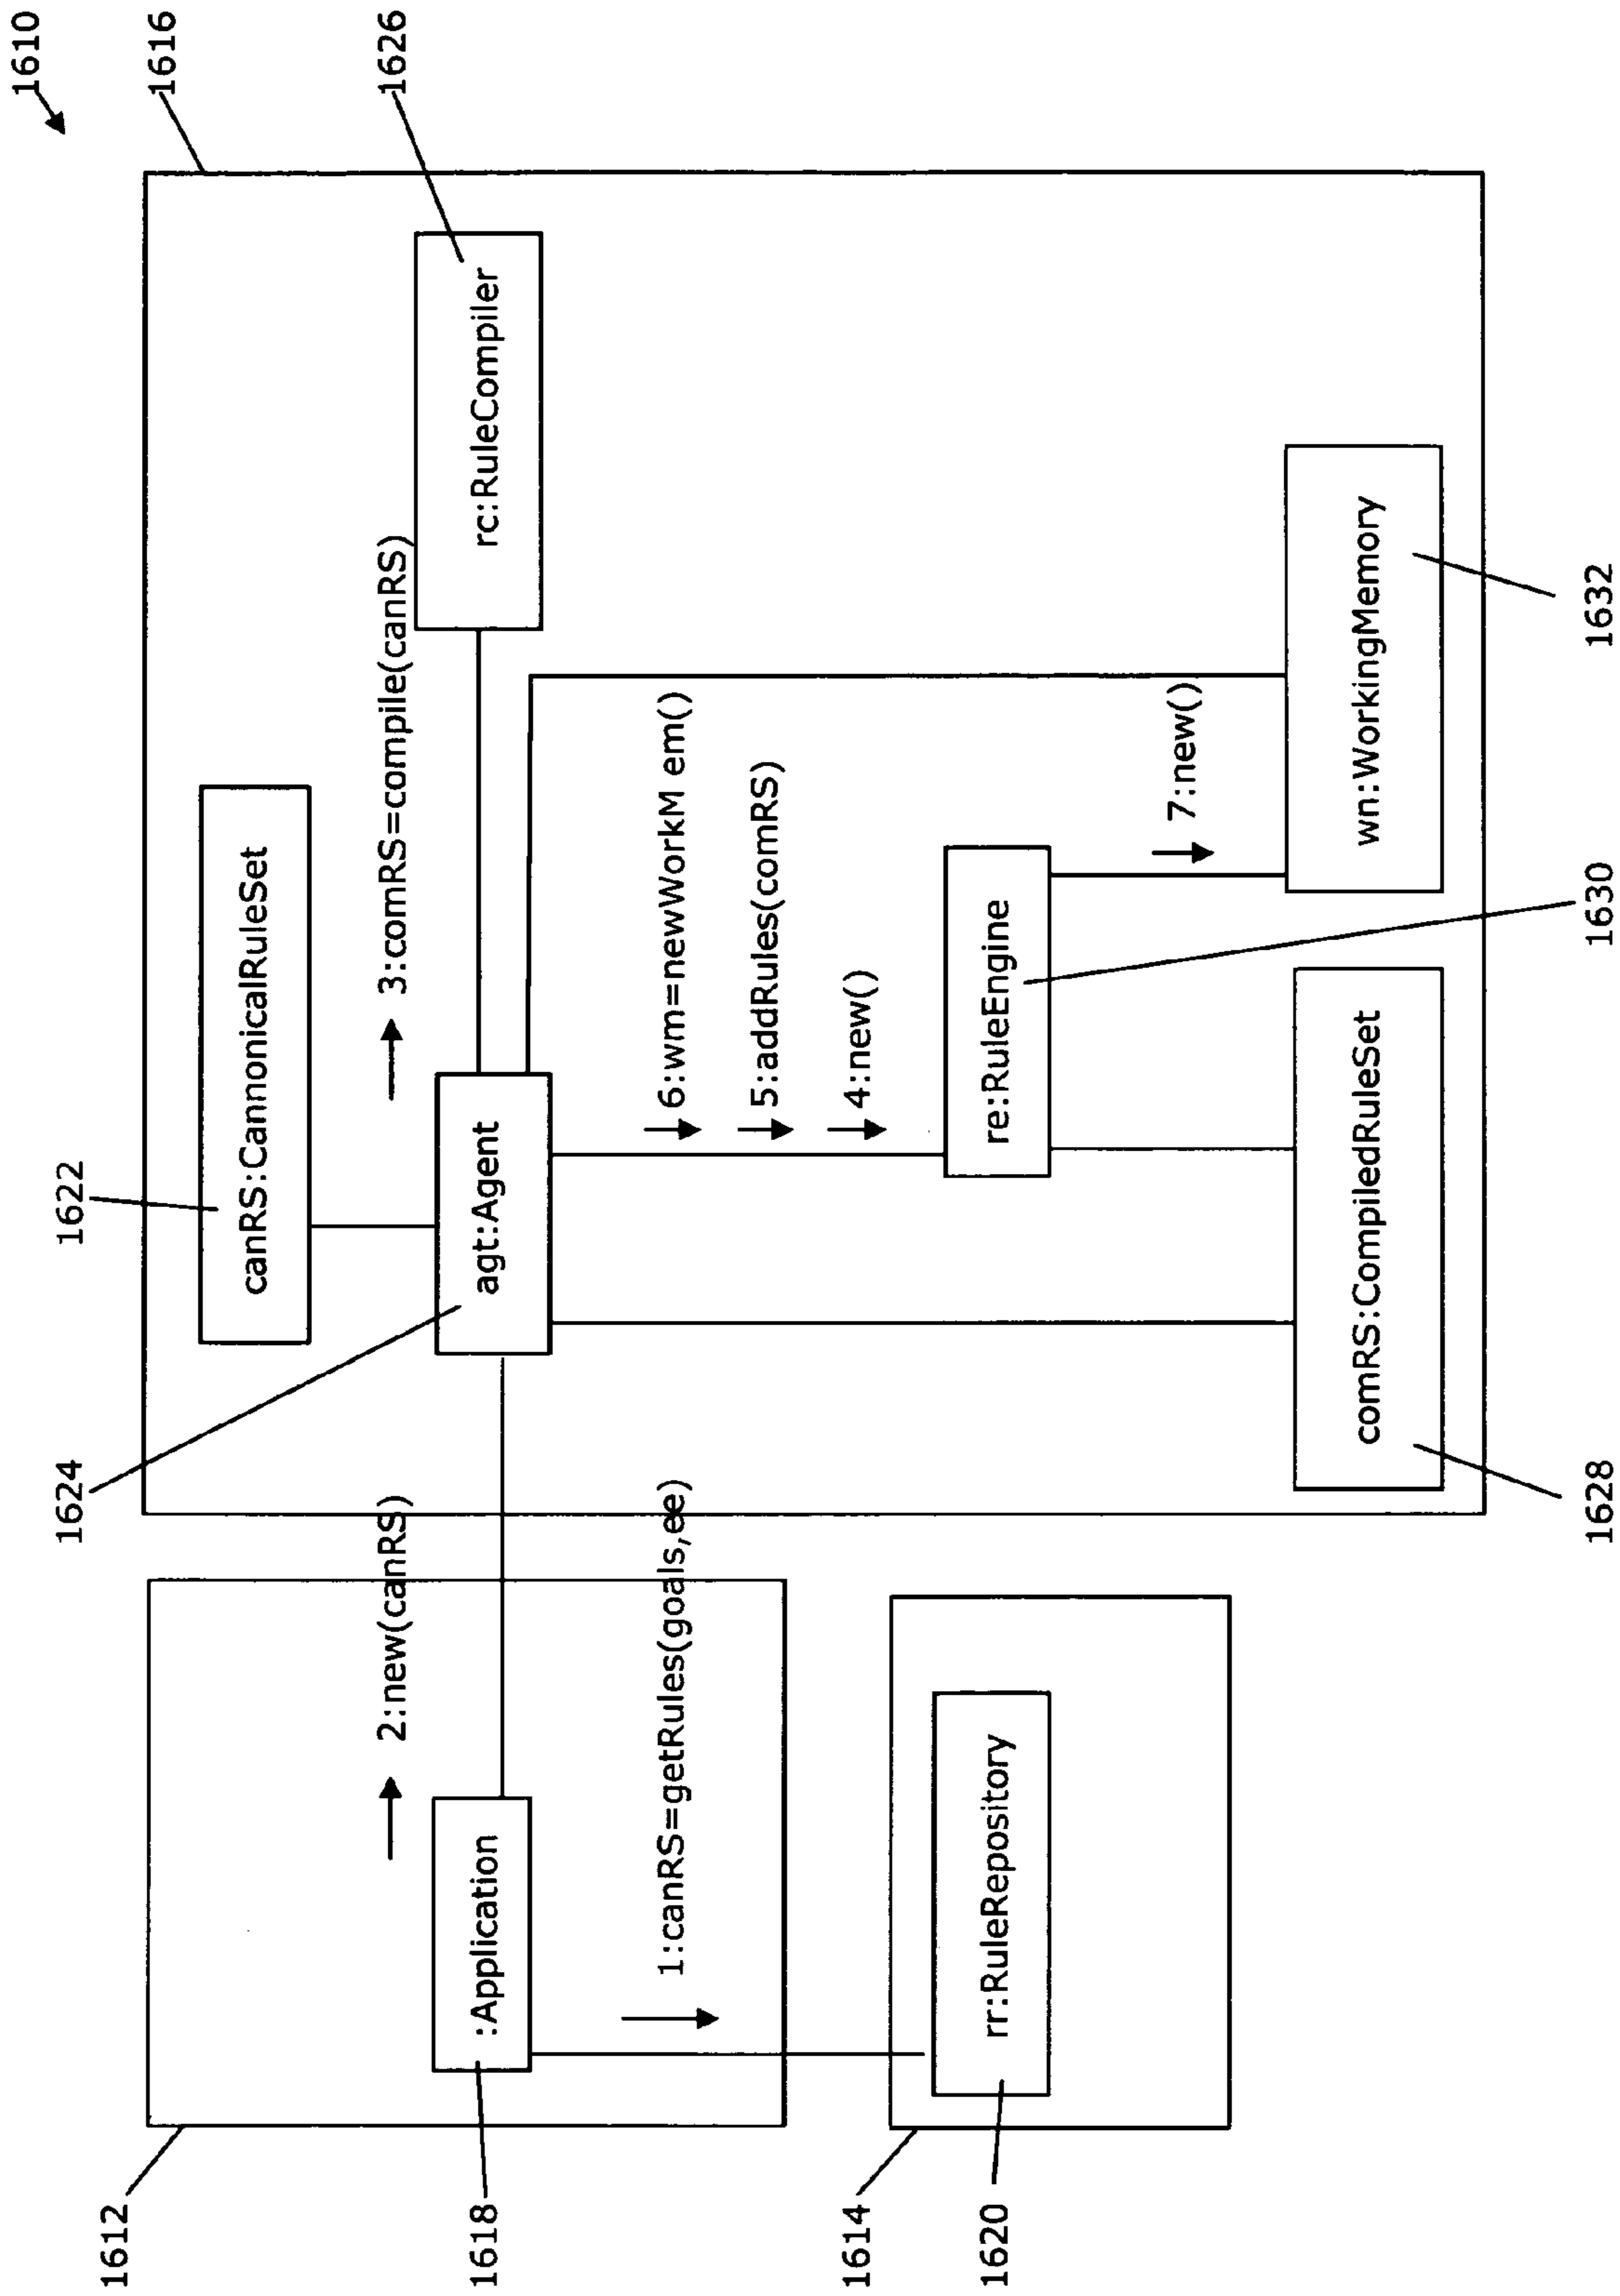 1610
1616
1626
1622
1624
canRS:CannonicalRuleSet
3:comRS=compile(canRS)
rc:RuleCompiler
agt:Agent
6:wm=newWorkM em()
5:addRules(comRS)
4:new()
re:RuleEngine
7:new()
comRS:CompiledRuleSet
wn:WorkingMemory
1628
1630
1632
1612
2:new(canRS)
:Application
1618
1:canRS=getRules(goals,ee)
1614
rr:RuleRepository
1620